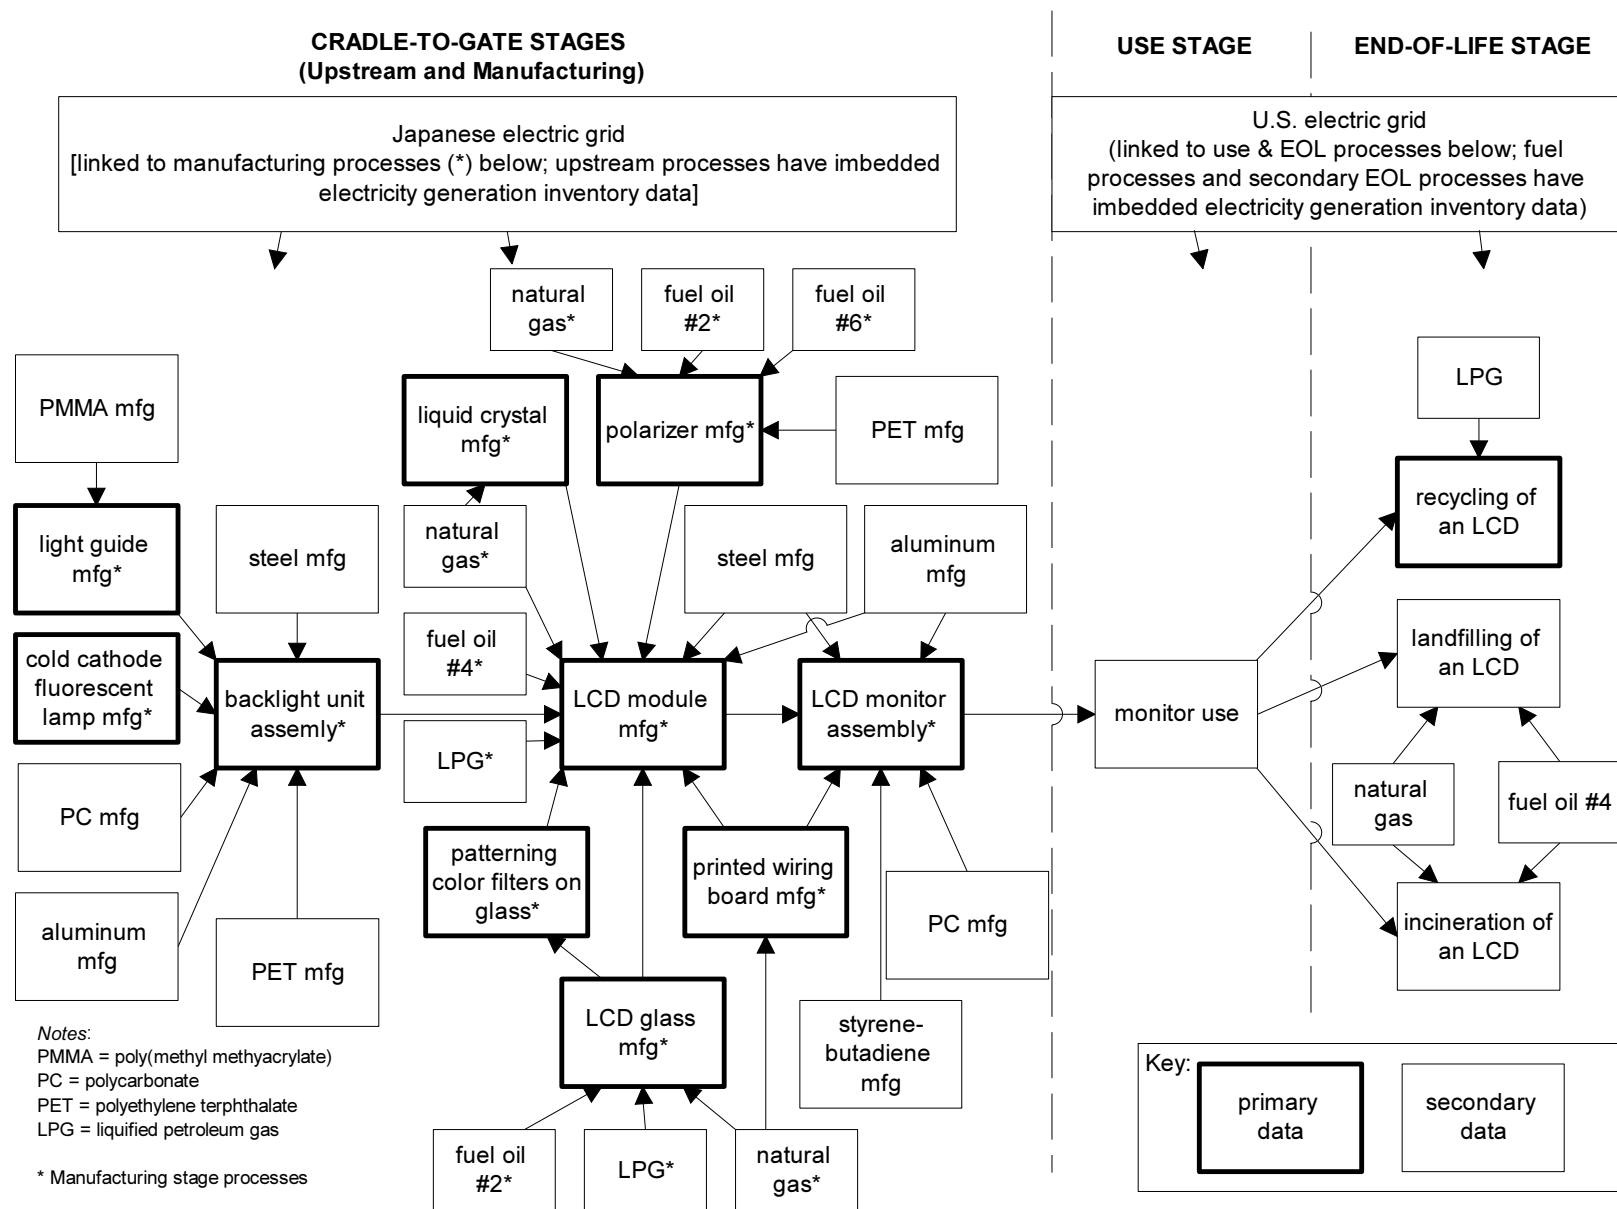 CRADLE-TO-GATE STAGES
(Upstream and Manufacturing)
USE STAGE
END-OF-LIFE STAGE
Japanese electric grid
[linked to manufacturing processes (*) below; upstream processes have imbedded
electricity generation inventory data]
U.S. electric grid
(linked to use & EOL processes below; fuel
processes and secondary EOL processes have
imbedded electricity generation inventory data)
natural
gas*
fuel oil
#2*
fuel oil
#6*
PMMA mfg
liquid crystal
mfg*
polarizer mfg*
PET mfg
LPG
light guide
mfg*
steel mfg
natural
gas*
steel mfg
aluminum
mfg
recycling of
an LCD
cold cathode
fluorescent
lamp mfg*
backlight unit
assemly*
fuel oil
#4*
LCD module
mfg*
LCD monitor
assembly*
monitor use
landfilling of
an LCD
PC mfg
LPG*
natural
gas
fuel oil #4
patterning
color filters on
glass*
printed wiring
board mfg*
PC mfg
incineration of
an LCD
aluminum
mfg
PET mfg
LCD glass
mfg*
styrene-
butadiene
mfg
fuel oil
#2*
LPG*
natural
gas*
Notes:
PMMA = poly(methyl methyacrylate)
PC = polycarbonate
PET = polyethylene terphthalate
LPG = liquified petroleum gas
* Manufacturing stage processes
Key:
primary
data
secondary
data